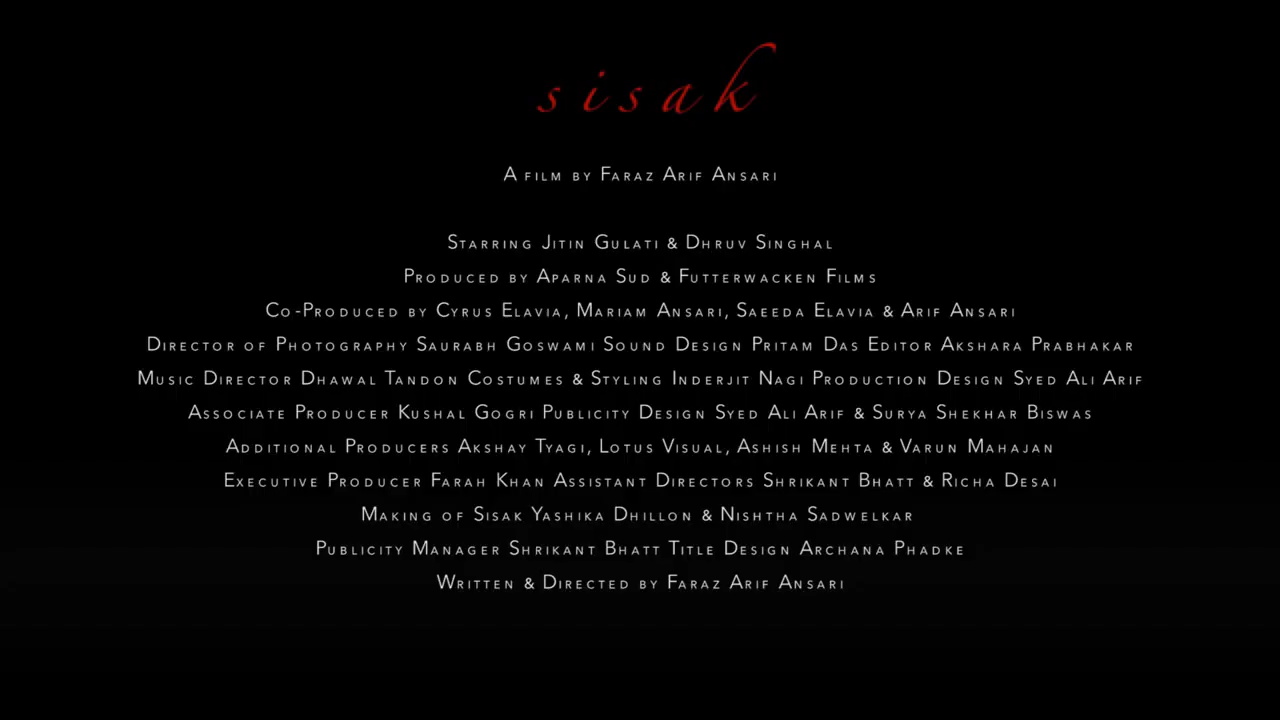 sisak
A FILM BY FARAZ ARIF ANSARI
STARRING JITIN GULATI & DHRUV SINGHAL
PRODUCED BY APARNA SUD & FUTTERWACKEN FILMS
CO-PRODUCED BY CYRUS ELAVIA, MARIAM ANSARI, SAEEDA ELAVIA & ARIF ANSARI
DIRECTOR OF PHOTOGRAPHY SAURABH GOSWAMI SOUND DESIGN PRITAM DAS EDITOR AKSHARA PRABHAKAR
MUSIC DIRECTOR DHAWAL TANDON COSTUMES & STYLING INDERJIT NAGI PRODUCTION DESIGN SYED ALI ARIF
ASSOCIATE PRODUCER KUSHAL GOGRI PUBLICITY DESIGN SYED ALI ARIF & SURYA SHEKHAR BISWAS
ADDITIONAL PRODUCERS AKSHAY TYAGI, LOTUS VISUAL, ASHISH MEHTA & VARUN MAHAJAN
EXECUTIVE PRODUCER FARAH KHAN ASSISTANT DIRECTORS SHRIKANT BHATT & RICHA DESAI
MAKING OF SISAK YASHIKA DHILLON & NISHTHA SADWELKAR
PUBLICITY MANAGER SHRIKANT BHATT TITLE DESIGN ARCHANA PHADKE
WRITTEN & DIRECTED BY FARAZ ARIF ANSARI